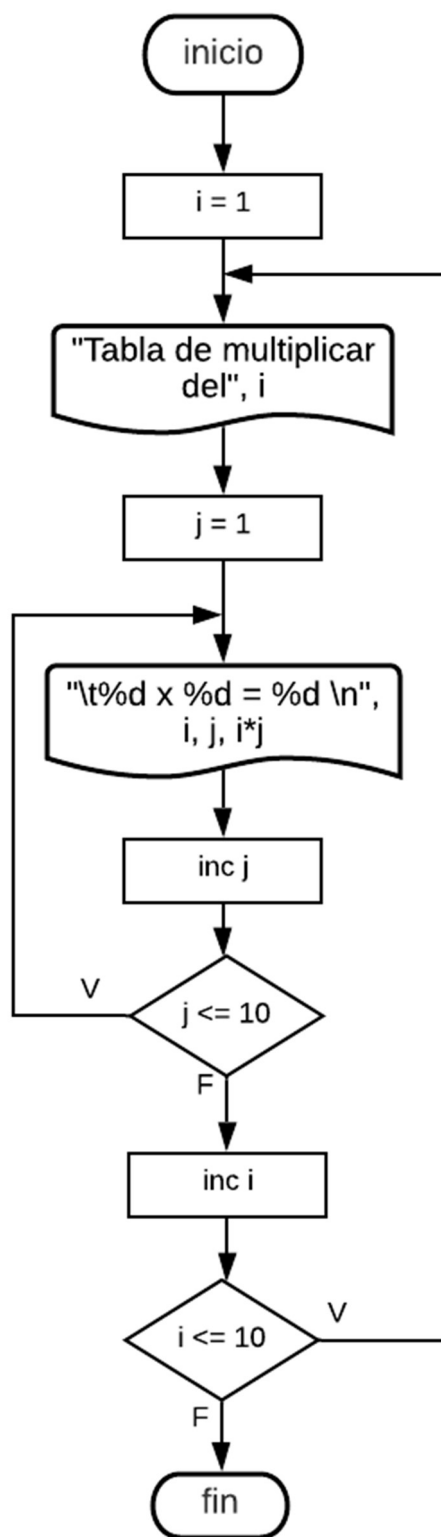 inicio
i = 1
"Tabla de multiplicar
del", i
j = 1
"\t%d x %d = %d \n",
i, j, i*j
inc j
V
j <= 10
F
inc i
V
i <= 10
F
fin